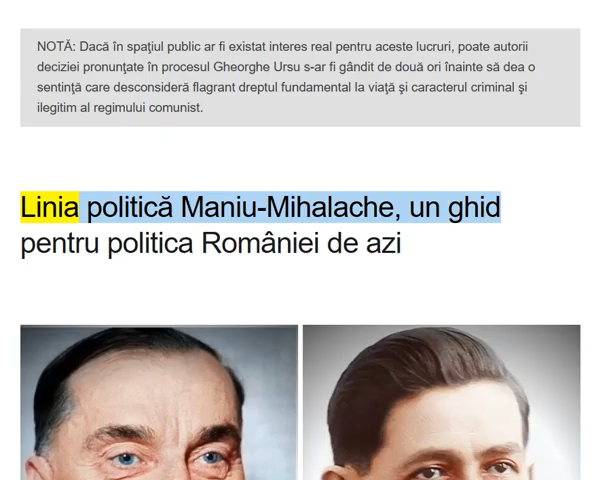 NOTĂ: Dacă în spaţiul public ar fi existat interes real pentru aceste lucruri, poate autorii
deciziei pronunţate în procesul Gheorghe Ursu s-ar fi gândit de două ori înainte să dea o
sentinţă care desconsideră flagrant dreptul fundamental la viaţă şi caracterul criminal şi
ilegitim al regimului comunist.
Linia politică Maniu-Mihalache, un ghid
pentru politica României de azi